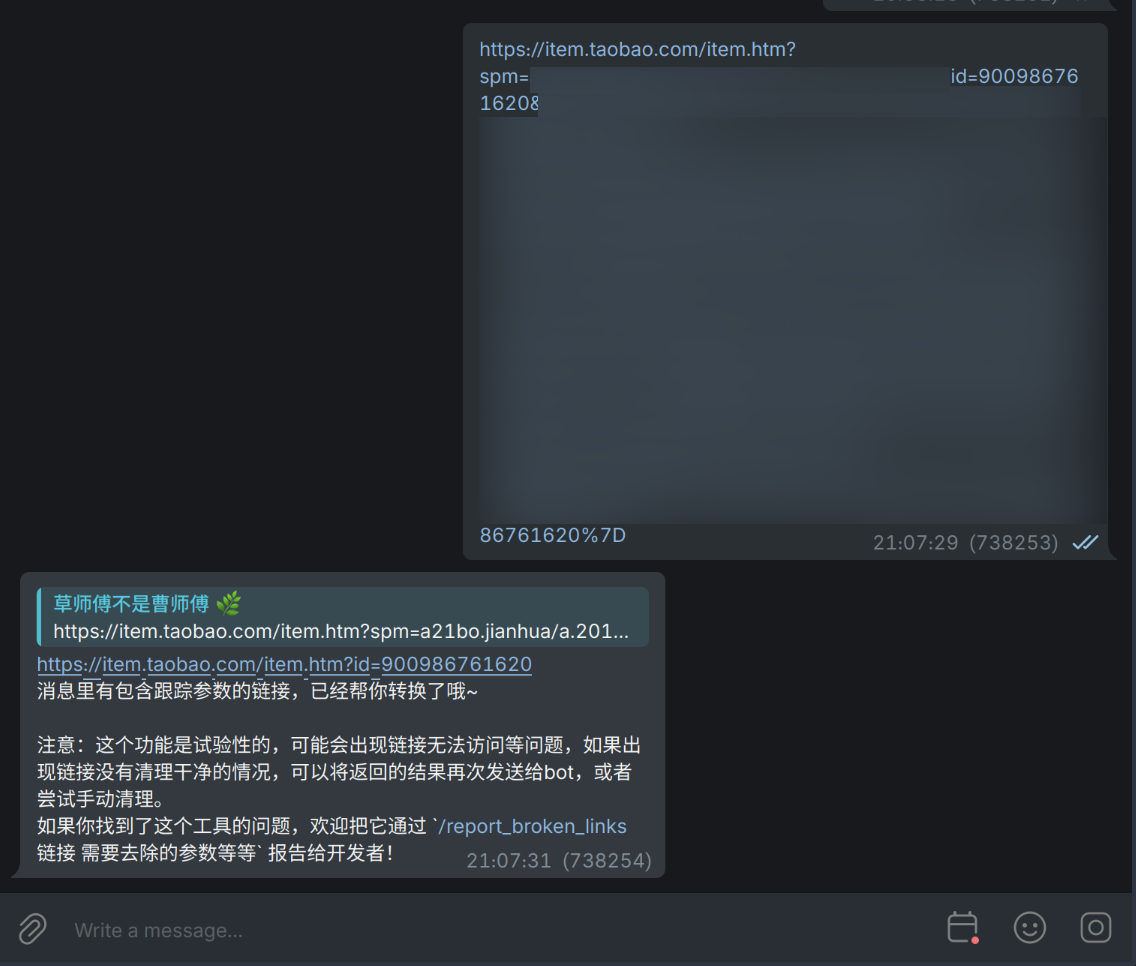 https://item.taobao.com/item.htm?
spm= id=90098676
1620&
86761620%7D
21:07:29 (738253)
草师傅不是曹师傅 🌿
https://item.taobao.com/item.htm?spm=a21bo.jianhua/a.201...
https://item.taobao.com/item.htm?id=900986761620
消息里有包含跟踪参数的链接，已经帮你转换了哦~
注意：这个功能是试验性的，可能会出现链接无法访问等问题，如果出
现链接没有清理干净的情况，可以将返回的结果再次发送给bot，或者
尝试手动清理。
如果你找到了这个工具的问题，欢迎把它通过 `/report_broken_links
链接 需要去除的参数等等` 报告给开发者！
21:07:31 (738254)
Write a message...